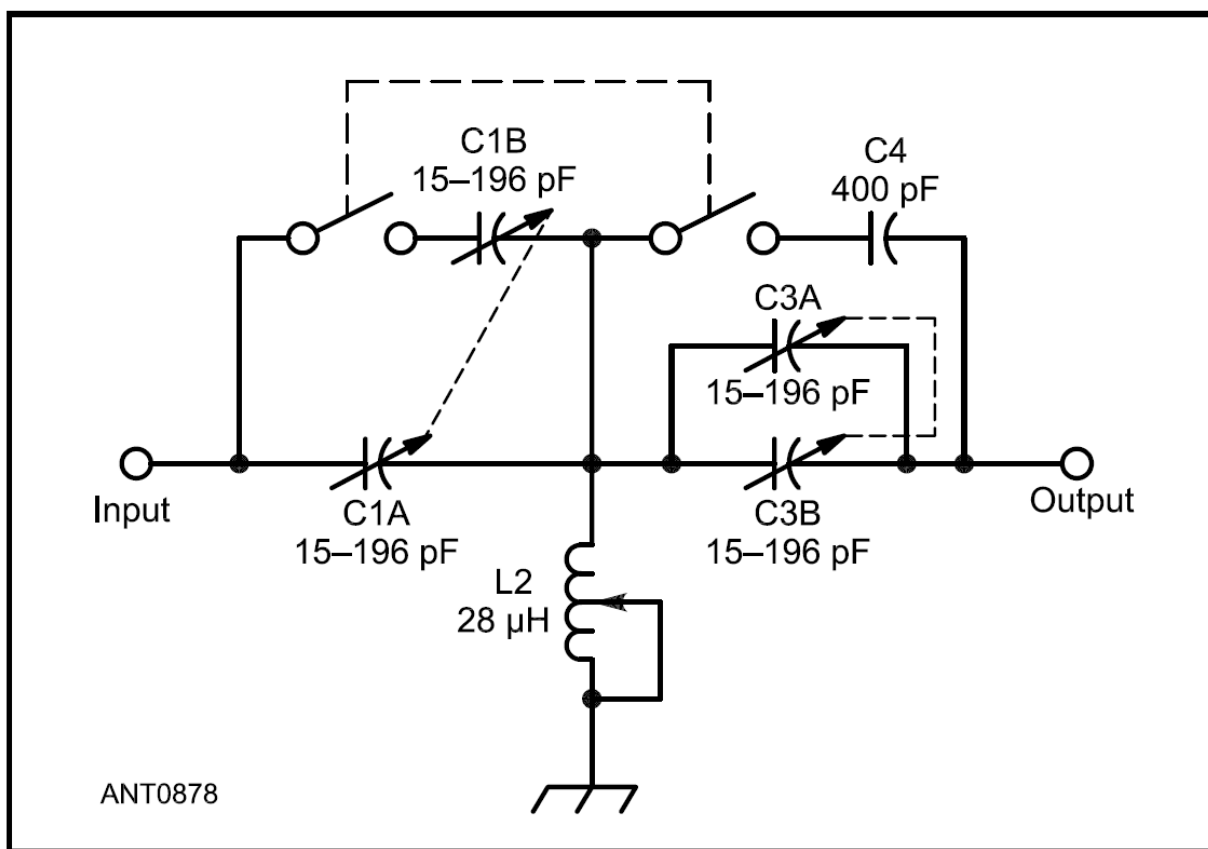 C1B
15–196 pF
C4
400 pF
C3A
15–196 pF
Input
C1A
15–196 pF
C3B
15–196 pF
Output
L2
28 µH
ANT0878